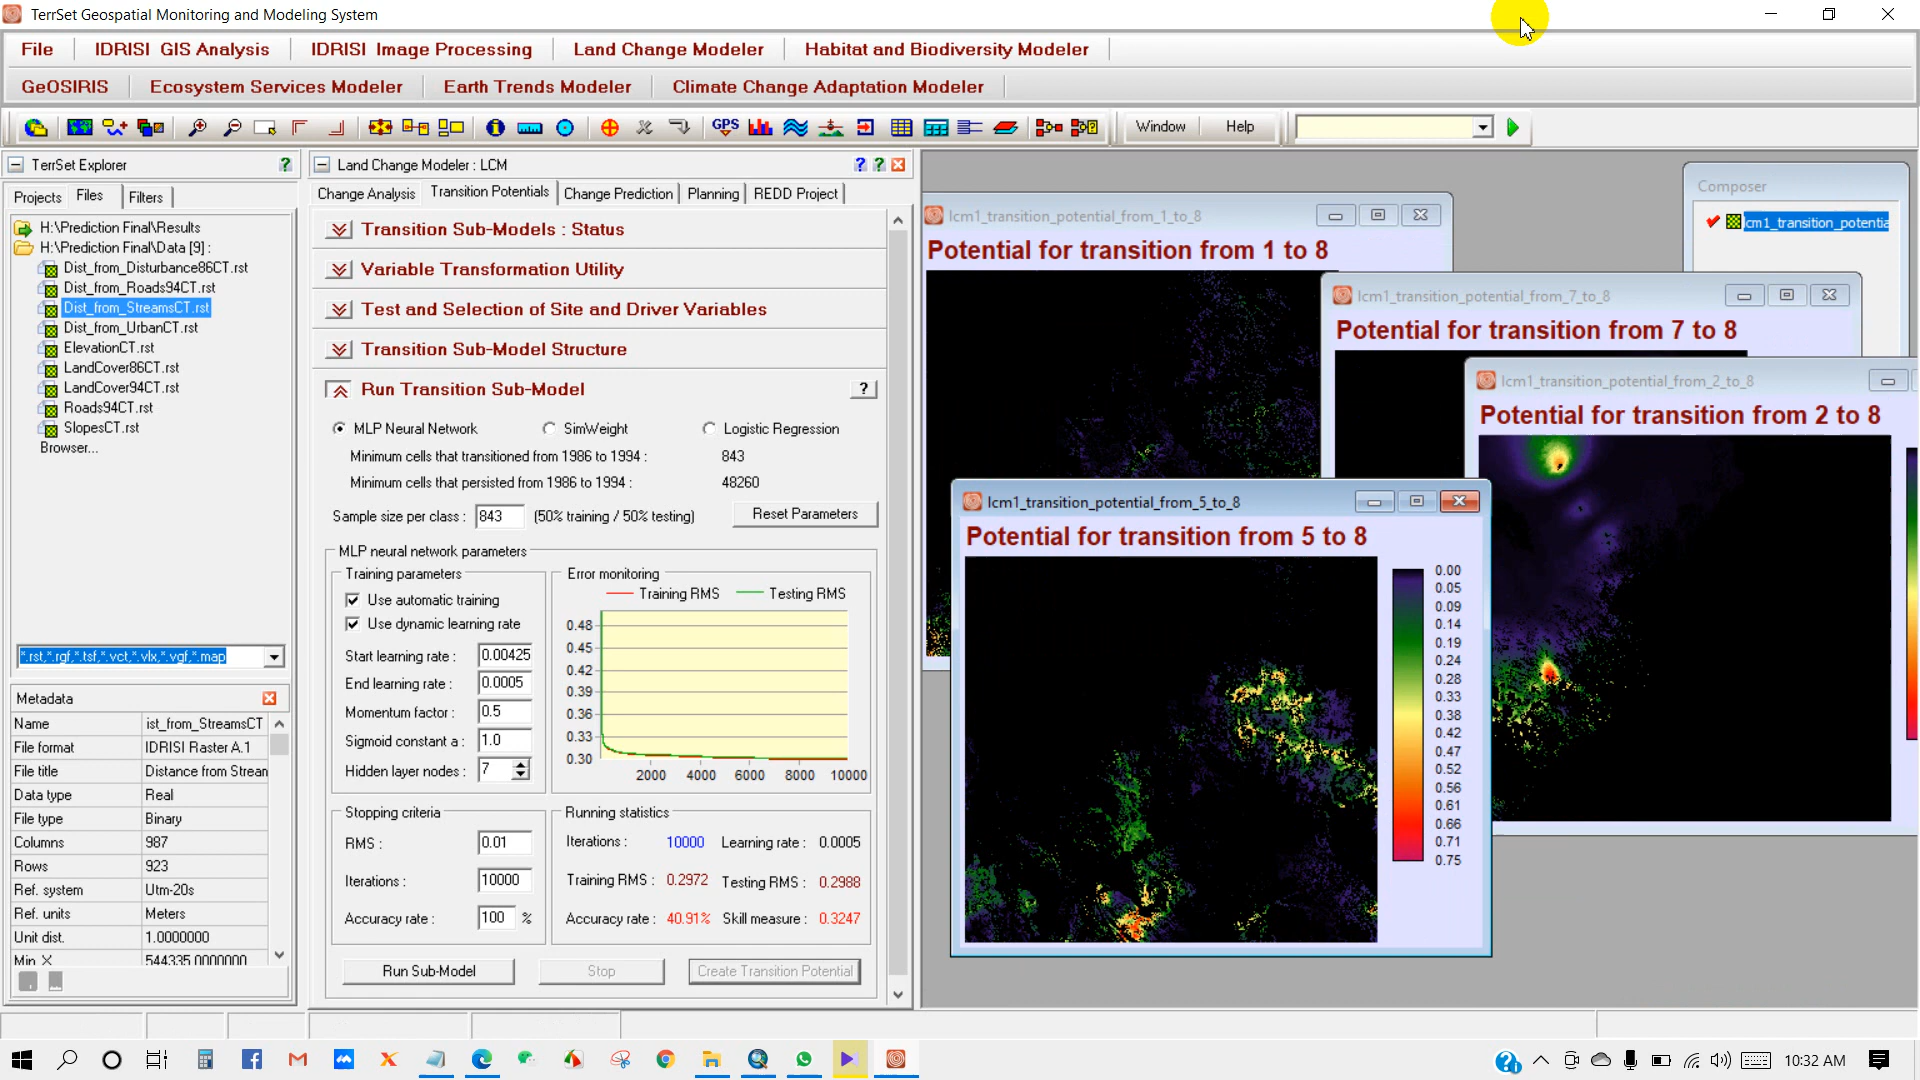 TerrSet Geospatial Monitoring and Modeling System
File
IDRISI GIS Analysis
IDRISI Image Processing
Land Change Modeler
Habitat and Biodiversity Modeler
GeOSIRIS
Ecosystem Services Modeler
Earth Trends Modeler
Climate Change Adaptation Modeler
GPS
Window
Help
TerrSet Explorer
?
Projects
Files
Filters
H:\Prediction Final\Results
H:\Prediction Final\Data [9] :
Dist_from_Disturbance86CT.rst
Dist_from_Roads94CT.rst
Dist_from_StreamsCT.rst
Dist_from_UrbanCT.rst
ElevationCT.rst
LandCover86CT.rst
LandCover94CT.rst
Roads94CT.rst
SlopesCT.rst
Browser...
*.rst,*.rgf,*.tsf,*.vct,*.vlx,*.vgf,*.map
Metadata
Name ist_from_StreamsCT
File format IDRISI Raster A.1
File title Distance from Strean
Data type Real
File type Binary
Columns 987
Rows 923
Ref. system Utm-20s
Ref. units Meters
Unit dist. 1.0000000
Min. X 544335.0000000
Land Change Modeler : LCM
? ?
Change Analysis
Transition Potentials
Change Prediction
Planning
REDD Project
Transition Sub-Models : Status
Variable Transformation Utility
Test and Selection of Site and Driver Variables
Transition Sub-Model Structure
Run Transition Sub-Model
?
MLP Neural Network
SimWeight
Logistic Regression
Minimum cells that transitioned from 1986 to 1994 : 843
Minimum cells that persisted from 1986 to 1994 : 48260
Sample size per class : 843 (50% training / 50% testing)
Reset Parameters
MLP neural network parameters
Training parameters
Use automatic training
Use dynamic learning rate
Start learning rate : 0.00425
End learning rate : 0.0005
Momentum factor : 0.5
Sigmoid constant a : 1.0
Hidden layer nodes : 7
Error monitoring
Training RMS
Testing RMS
0.48
0.45
0.42
0.39
0.36
0.33
0.30
2000 4000 6000 8000 10000
Stopping criteria
RMS : 0.01
Iterations : 10000
Accuracy rate : 100 %
Running statistics
Iterations : 10000 Learning rate : 0.0005
Training RMS : 0.2972 Testing RMS : 0.2988
Accuracy rate : 40.91% Skill measure : 0.3247
Run Sub-Model
Stop
Create Transition Potential
lcm1_transition_potential_from_1_to_8
Potential for transition from 1 to 8
Composer
lcm1_transition_potentia
lcm1_transition_potential_from_7_to_8
Potential for transition from 7 to 8
lcm1_transition_potential_from_2_to_8
Potential for transition from 2 to 8
lcm1_transition_potential_from_5_to_8
Potential for transition from 5 to 8
0.00
0.05
0.09
0.14
0.19
0.24
0.28
0.33
0.38
0.42
0.47
0.52
0.56
0.61
0.66
0.71
0.75
10:32 AM